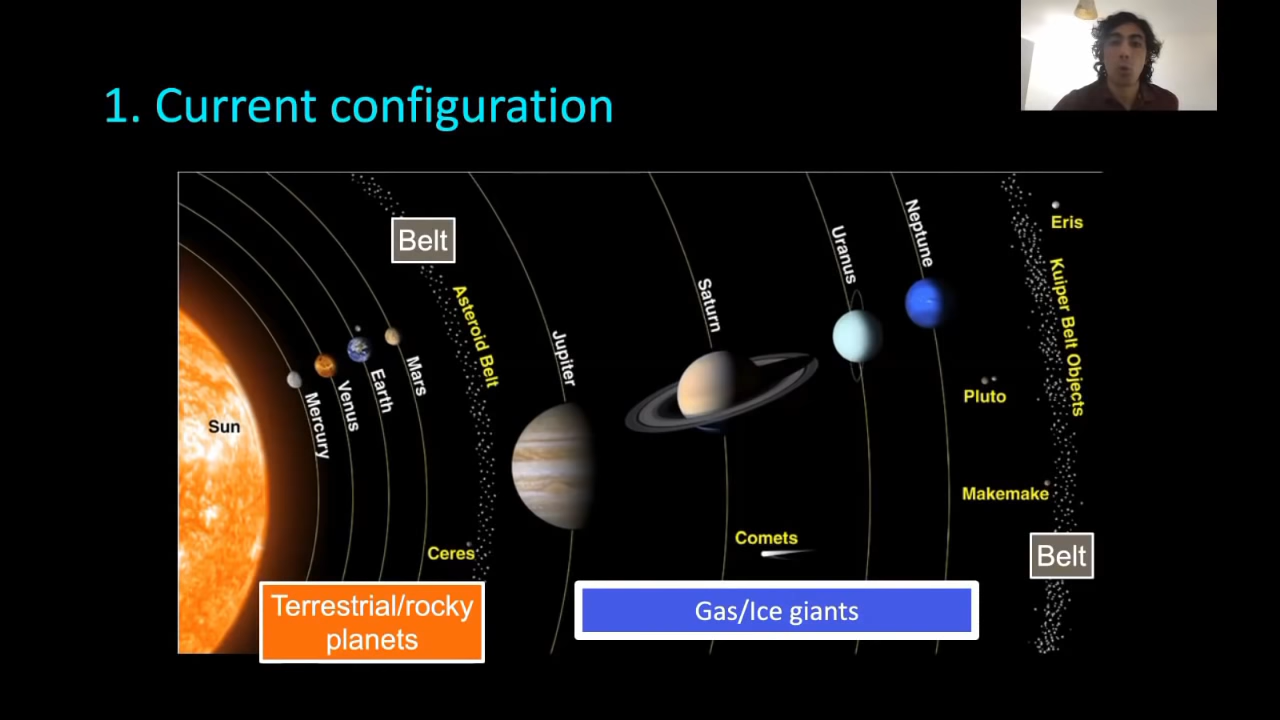 1. Current configuration
Belt
Eris
Neptune
Uranus
Kuiper Belt Objects
Saturn
Asteroid Belt
Jupiter
Mars
Earth
Venus
Mercury
Sun
Pluto
Makemake
Comets
Ceres
Belt
Terrestrial/rocky
planets
Gas/Ice giants